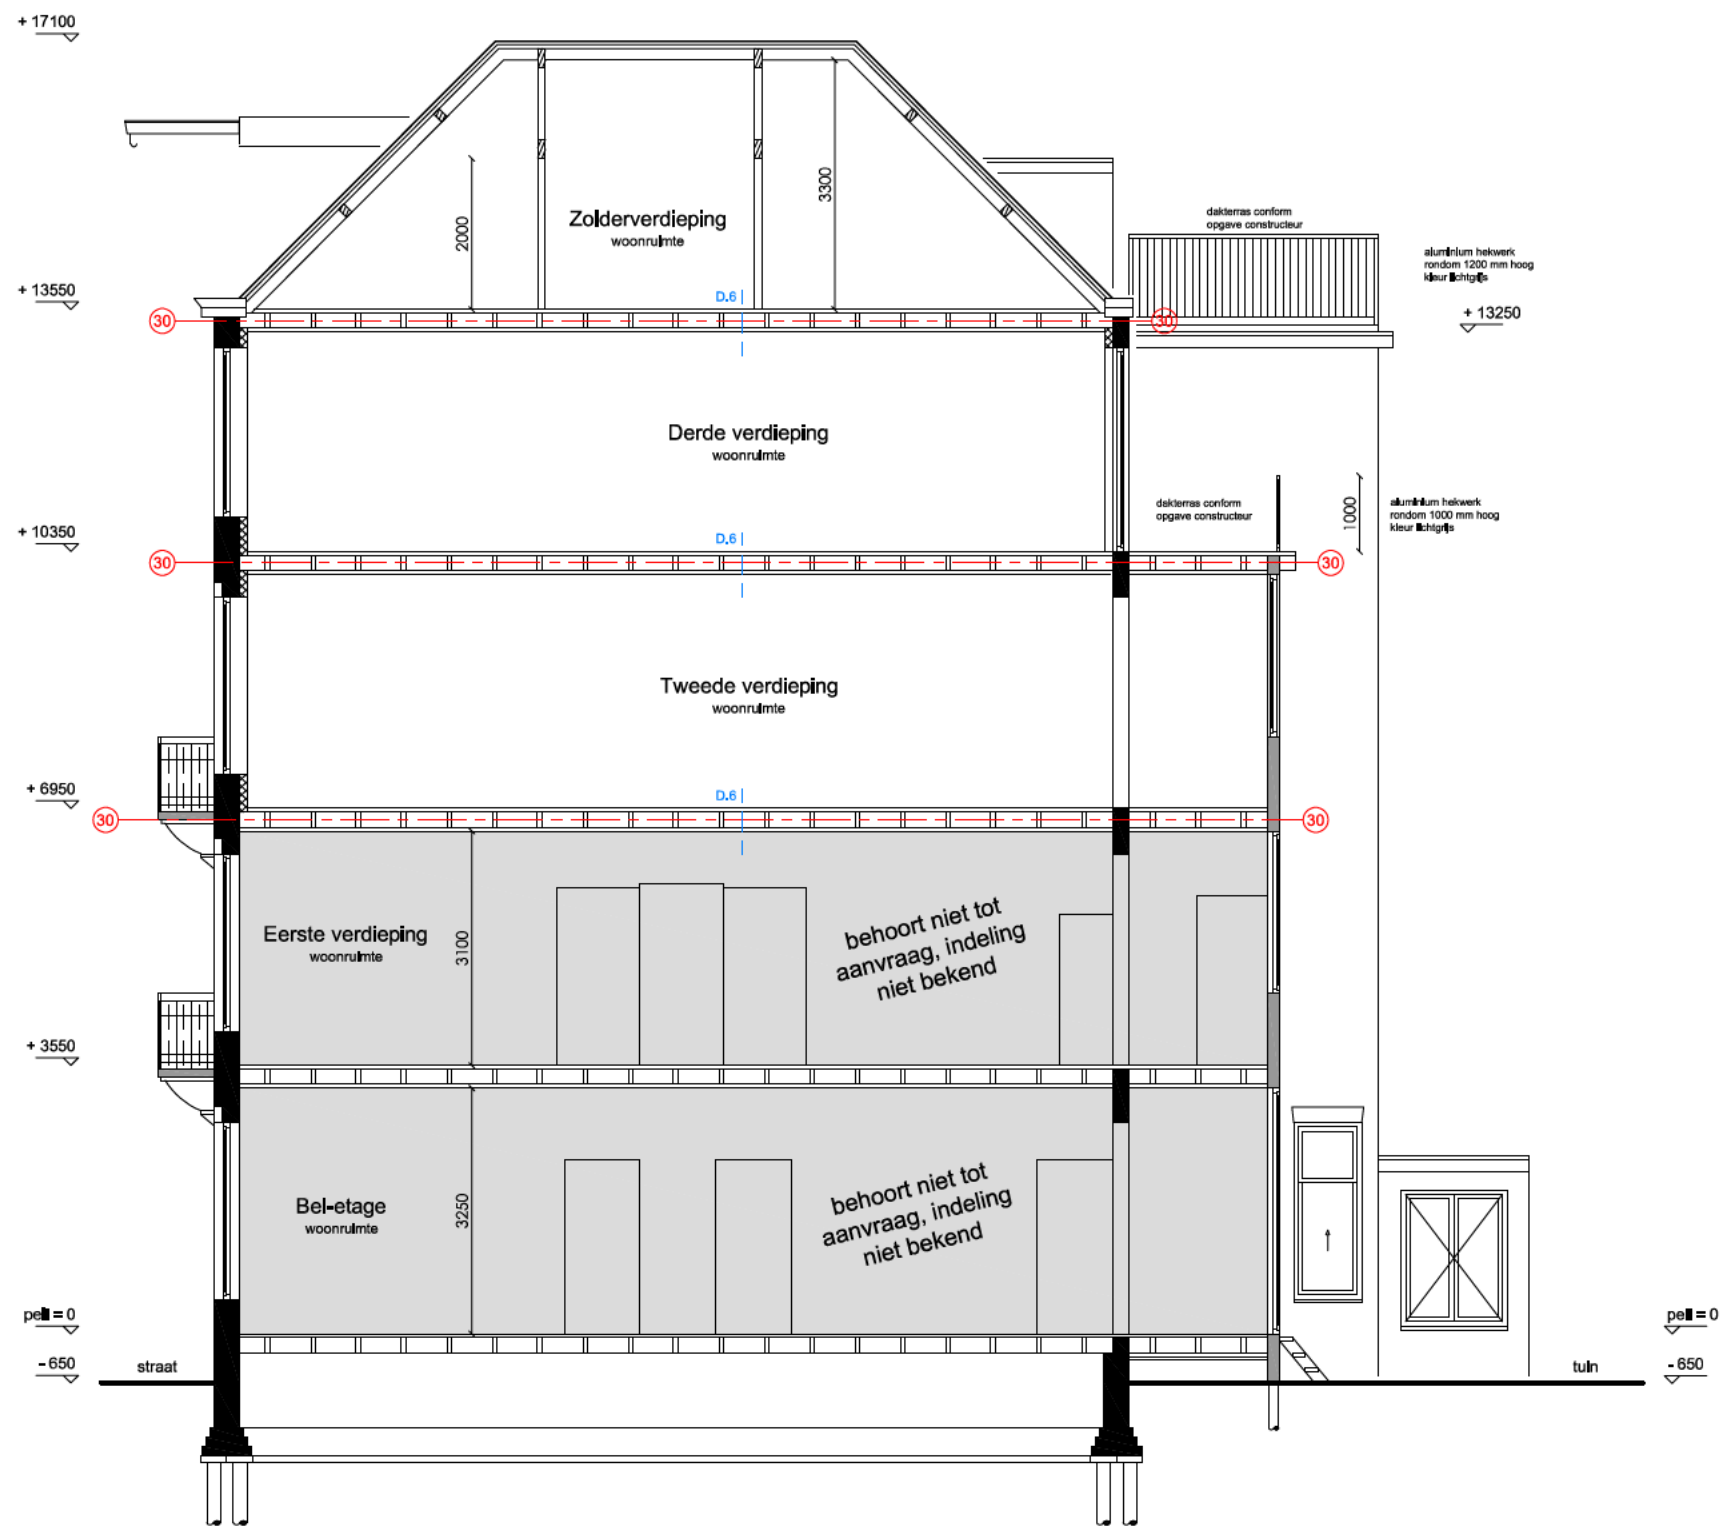 + 17100
3300
2000
Zolderverdieping
woonruimte
dakterras conform
opgave constructeur
aluminium hekwerk
rondom 1200 mm hoog
kleur lichtgrijs
+ 13550
D.6
30
30
+ 13250
Derde verdieping
woonruimte
dakterras conform
opgave constructeur
1000
aluminium hekwerk
rondom 1000 mm hoog
kleur lichtgrijs
+ 10350
D.6
30
30
Tweede verdieping
woonruimte
+ 6950
D.6
30
30
Eerste verdieping
woonruimte
3100
behoort niet tot
aanvraag, indeling
niet bekend
+ 3550
Bel-etage
woonruimte
3250
behoort niet tot
aanvraag, indeling
niet bekend
peil = 0
peil = 0
- 650
straat
tuin
- 650